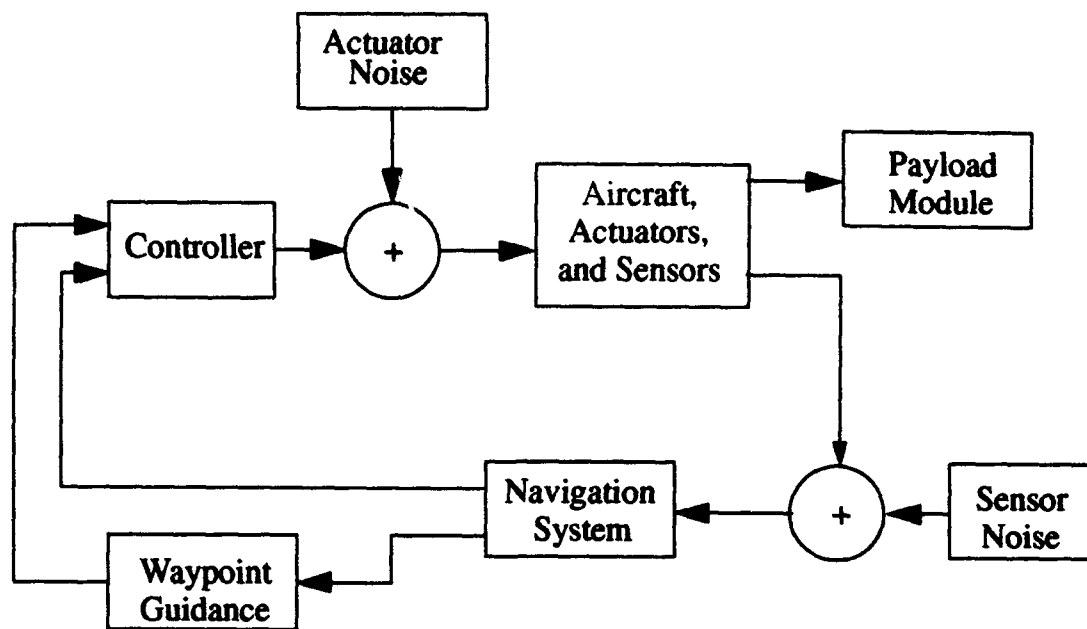 Actuator
Noise
Payload
Module
Aircraft,
Actuators,
and Sensors
Controller
+
+
Navigation
System
Sensor
Noise
Waypoint
Guidance